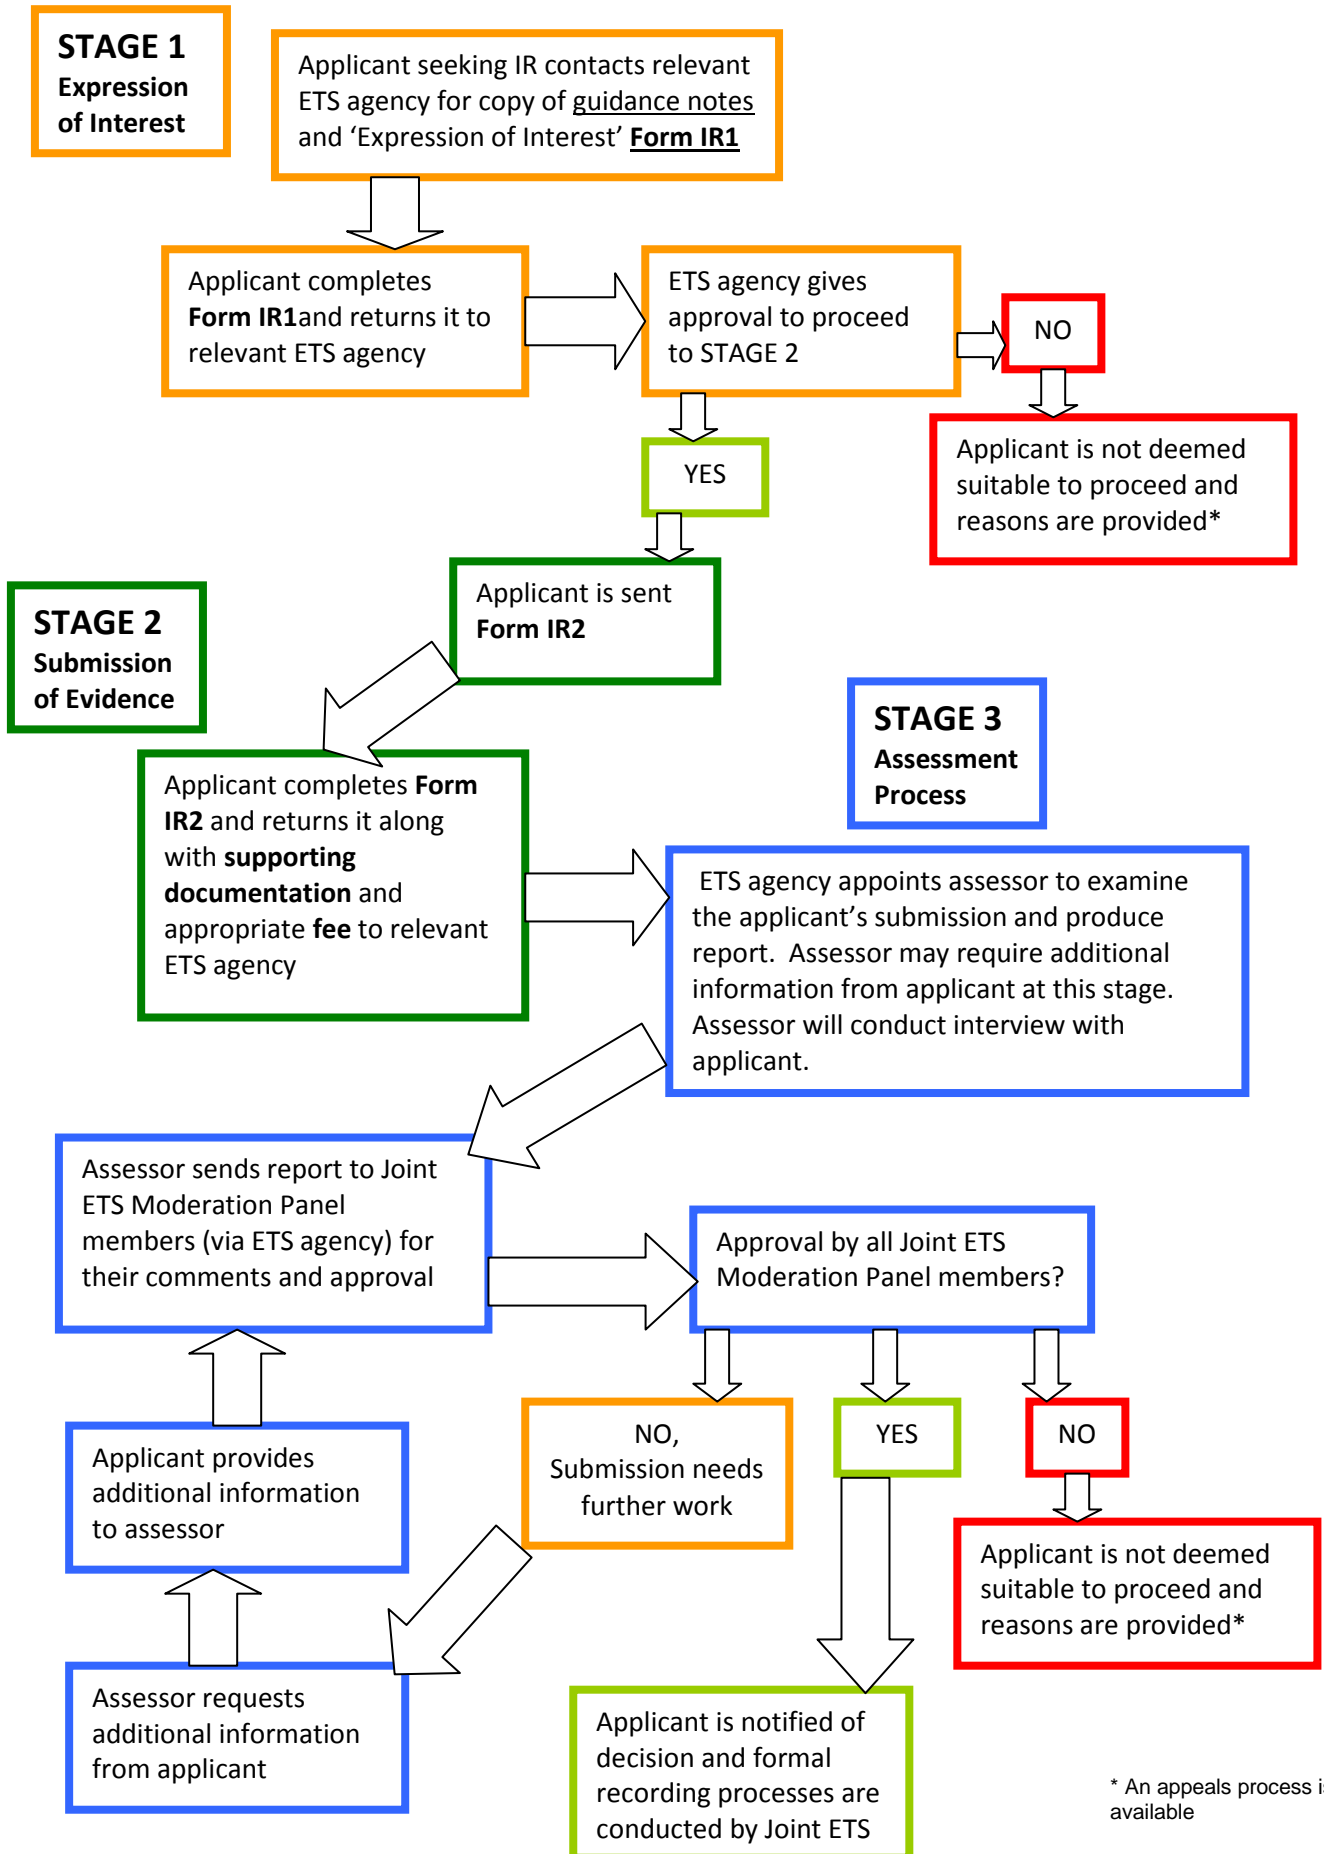 STAGE 1
Expression
of Interest
Applicant seeking IR contacts relevant
ETS agency for copy of guidance notes
and ‘Expression of Interest’ Form IR1
Applicant completes
Form IR1and returns it to
relevant ETS agency
ETS agency gives
approval to proceed
to STAGE 2
NO
YES
Applicant is not deemed
suitable to proceed and
reasons are provided*
Applicant is sent
Form IR2
STAGE 2
Submission
of Evidence
Applicant completes Form
IR2 and returns it along
with supporting
documentation and
appropriate fee to relevant
ETS agency
STAGE 3
Assessment
Process
ETS agency appoints assessor to examine
the applicant’s submission and produce
report.  Assessor may require additional
information from applicant at this stage.
Assessor will conduct interview with
applicant.
Assessor sends report to Joint
ETS Moderation Panel
members (via ETS agency) for
their comments and approval
Approval by all Joint ETS
Moderation Panel members?
NO,
Submission needs
further work
YES
NO
Applicant provides
additional information
to assessor
Assessor requests
additional information
from applicant
Applicant is notified of
decision and formal
recording processes are
conducted by Joint ETS
Applicant is not deemed
suitable to proceed and
reasons are provided*
* An appeals process is
available